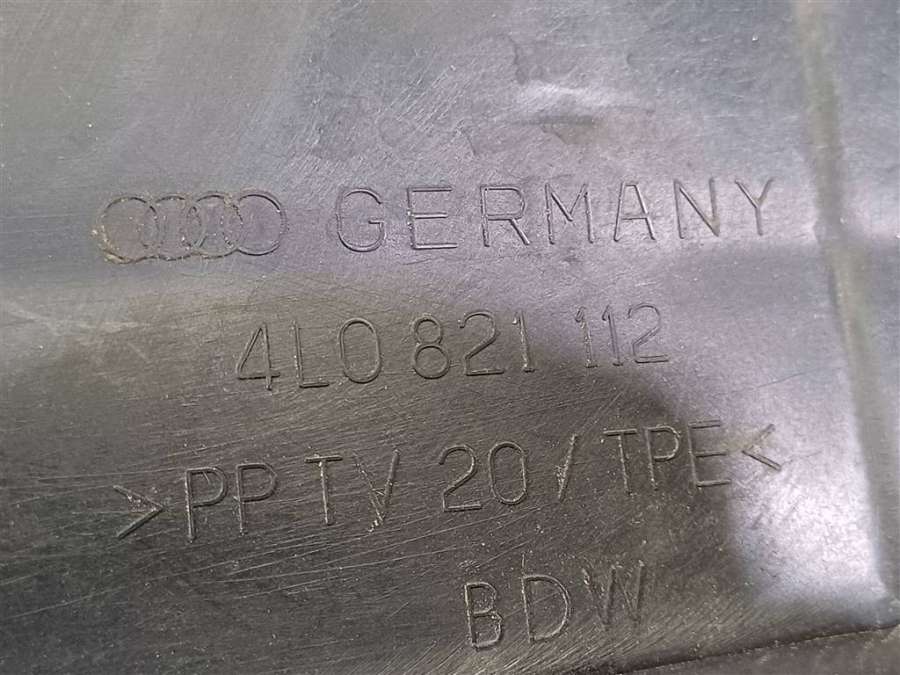 GERMANY
4L0 821 112
>PP TV 20 / TPE<
BDW